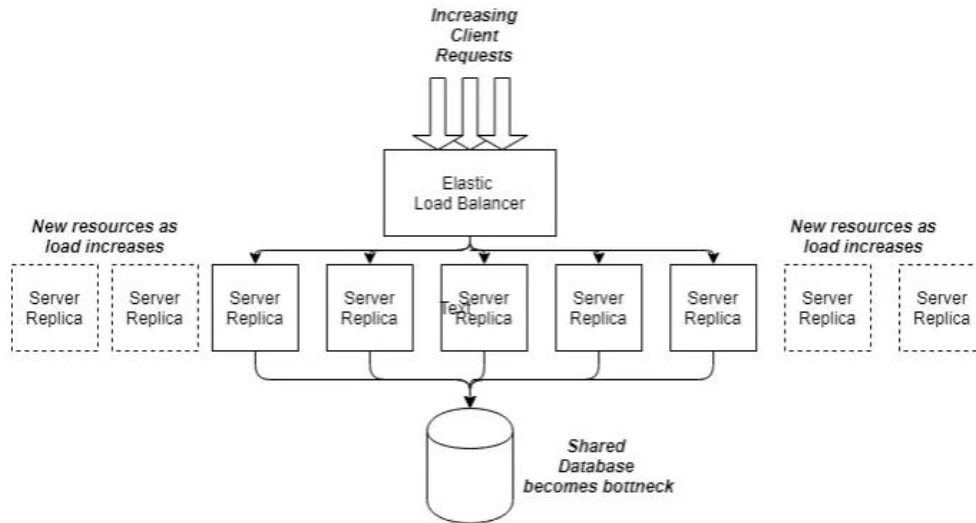 Increasing
Client
Requests
Elastic
Load Balancer
New resources as
load increases
New resources as
load increases
Server
Replica
Server
Replica
Server
Replica
Server
Replica
Server
Replica
Text
Server
Replica
Server
Replica
Server
Replica
Server
Replica
Shared
Database
becomes bottneck